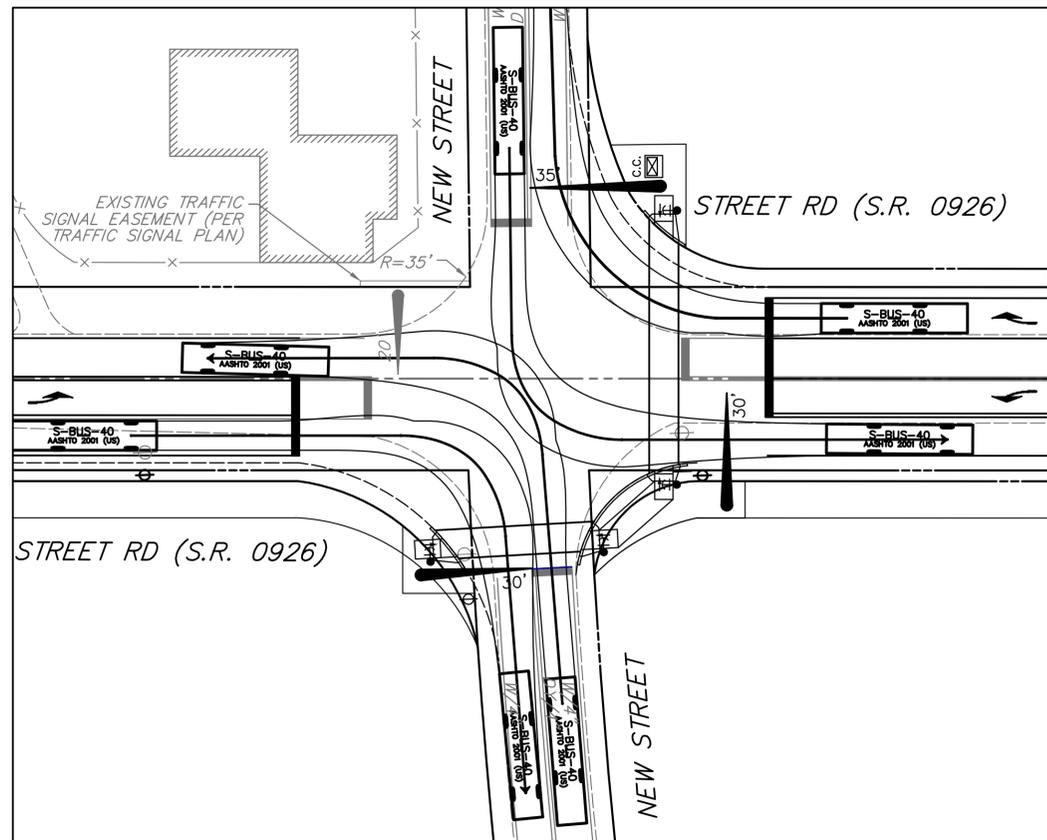 W
D
W
S-BUS-40
AASHTO 2001 (US)
NEW STREET
35'
C.C.
STREET RD (S.R. 0926)
EXISTING TRAFFIC
SIGNAL EASEMENT (PER
TRAFFIC SIGNAL PLAN)
R=35'
20'
S-BUS-40
AASHTO 2001 (US)
S-BUS-40
AASHTO 2001 (US)
30'
S-BUS-40
AASHTO 2001 (US)
S-BUS-40
AASHTO 2001 (US)
STREET RD (S.R. 0926)
30'
S-BUS-40
AASHTO 2001 (US)
S-BUS-40
AASHTO 2001 (US)
NEW STREET